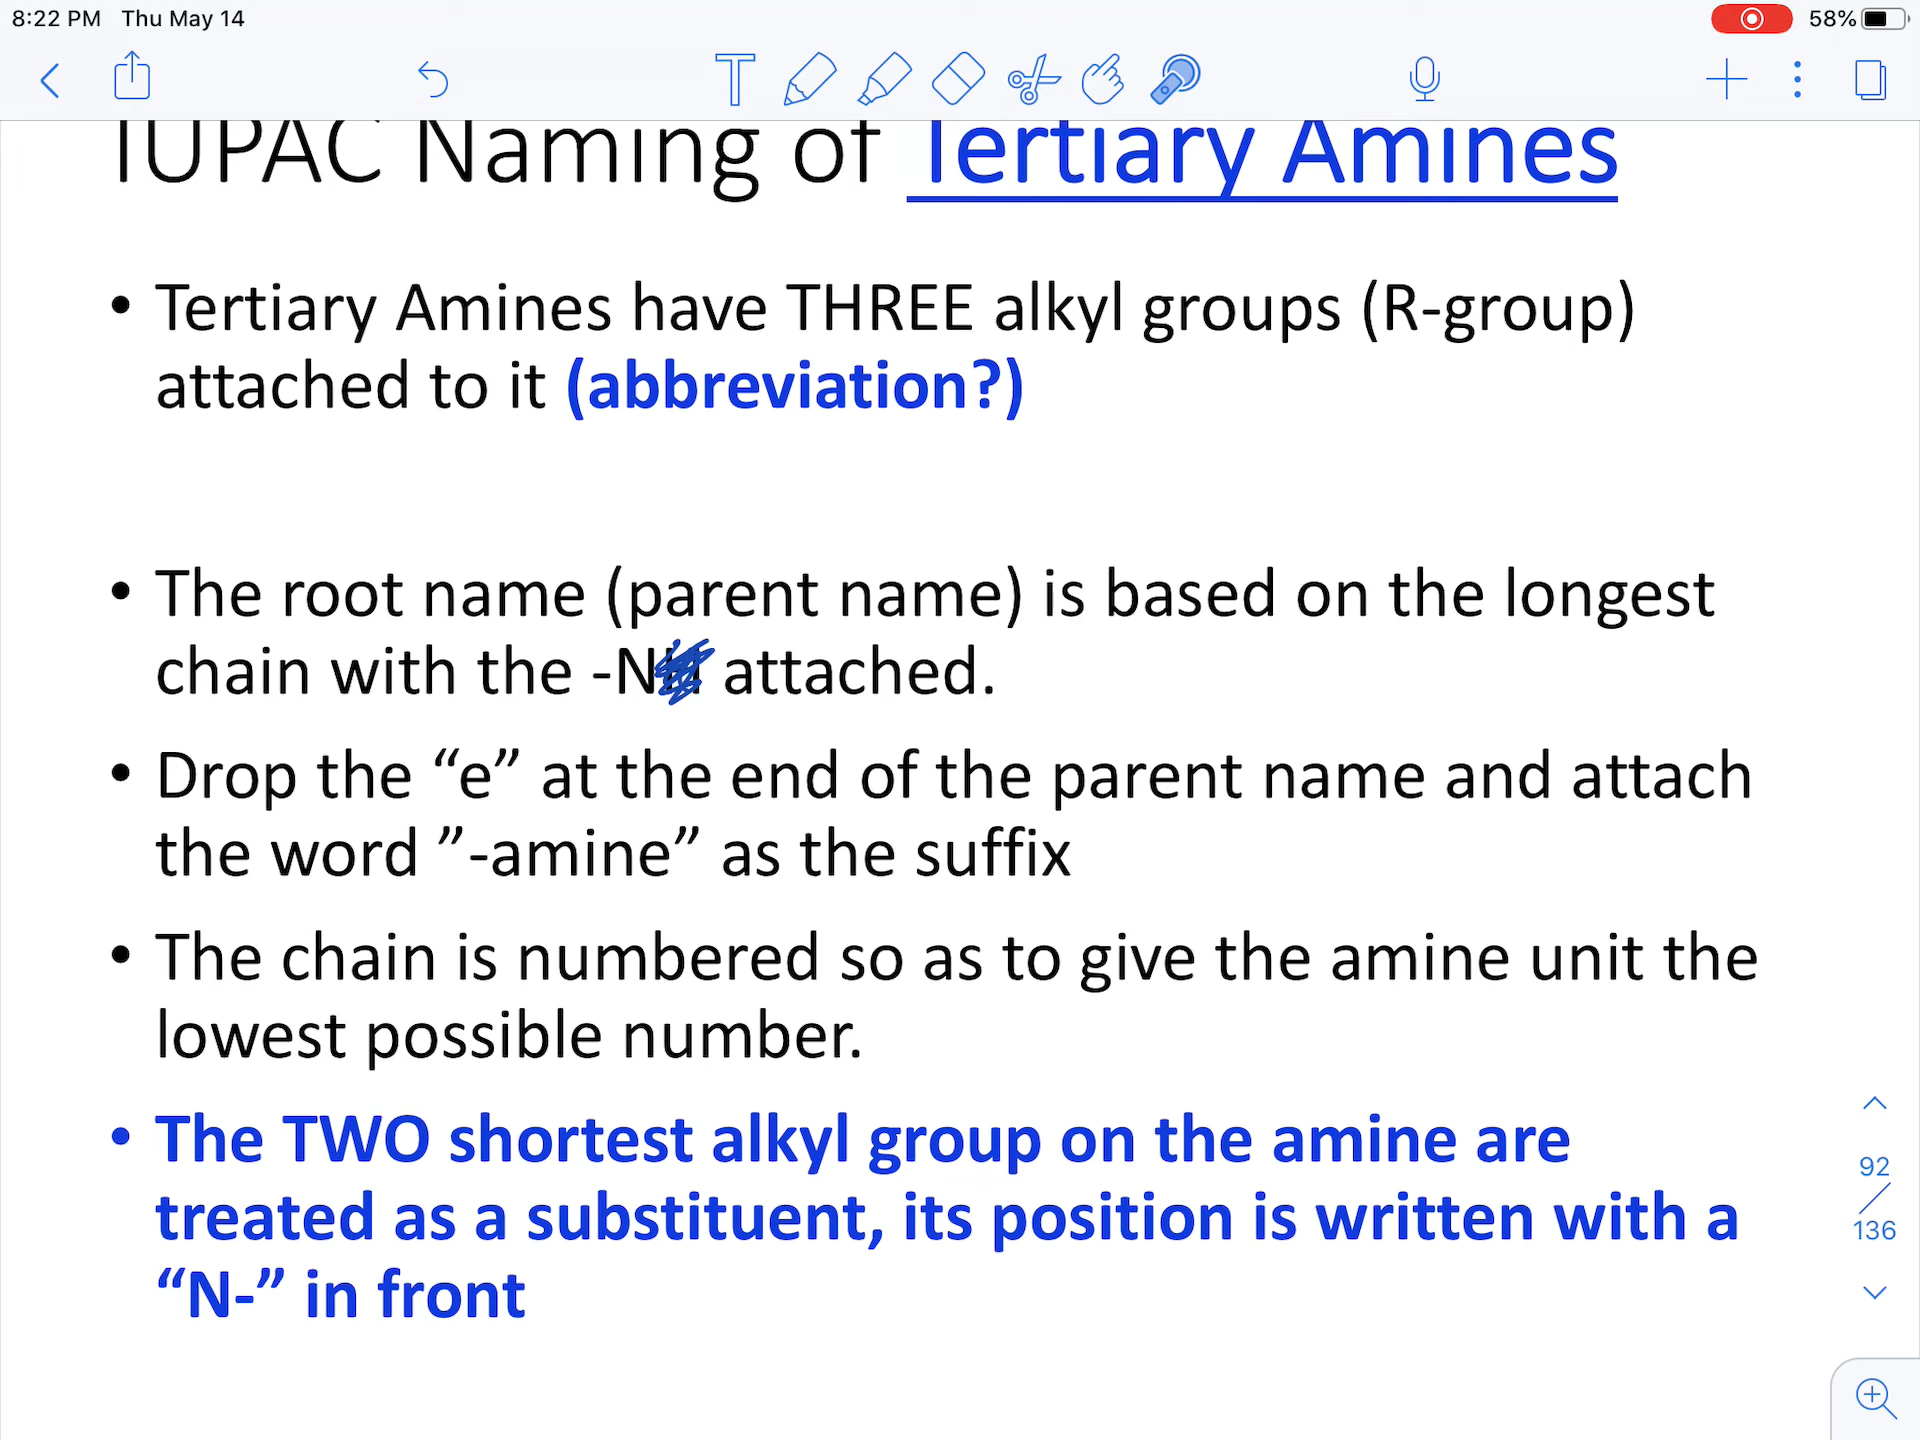 8:22 PM Thu May 14
58%
IUPAC Naming of Tertiary Amines
• Tertiary Amines have THREE alkyl groups (R-group)
attached to it (abbreviation?)
• The root name (parent name) is based on the longest
chain with the -N attached.
• Drop the “e” at the end of the parent name and attach
the word ”-amine” as the suffix
• The chain is numbered so as to give the amine unit the
lowest possible number.
• The TWO shortest alkyl group on the amine are
treated as a substituent, its position is written with a
“N-” in front
92
/
136